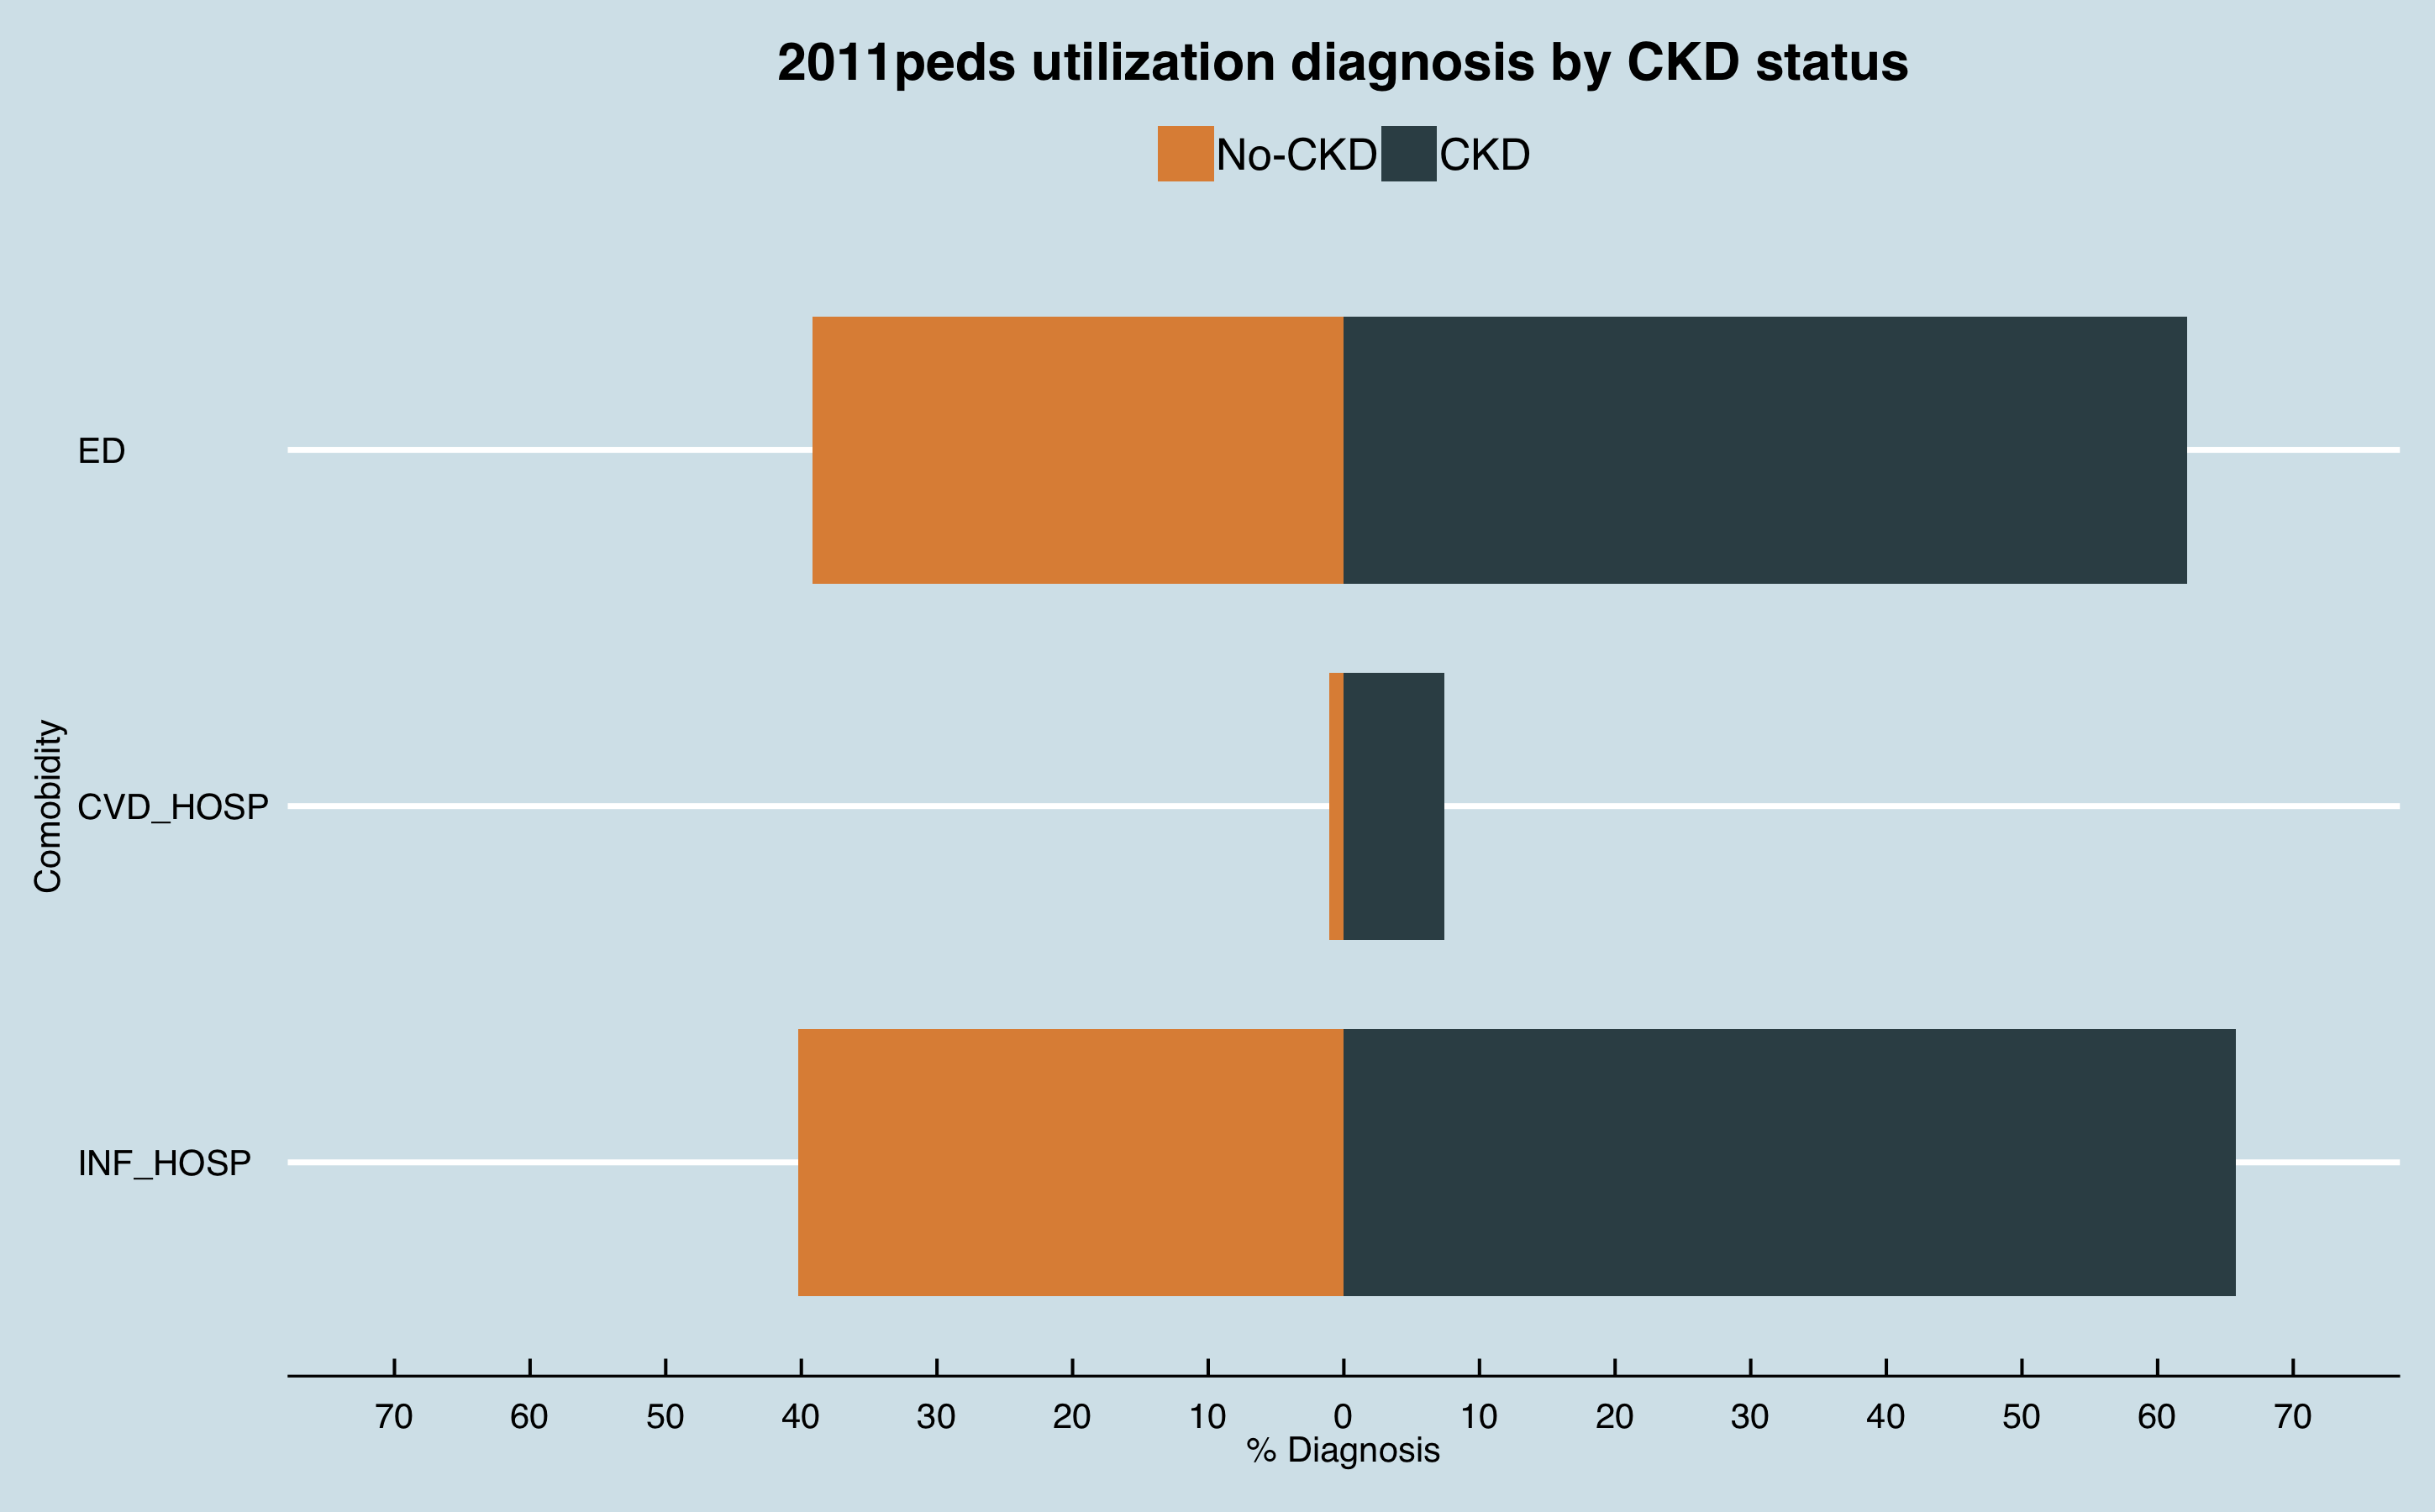 2011peds utilization diagnosis by CKD status
No-CKD CKD
ED
CVD_HOSP
INF_HOSP
Comobidity
70 60 50 40 30 20 10 0 10 20 30 40 50 60 70
% Diagnosis